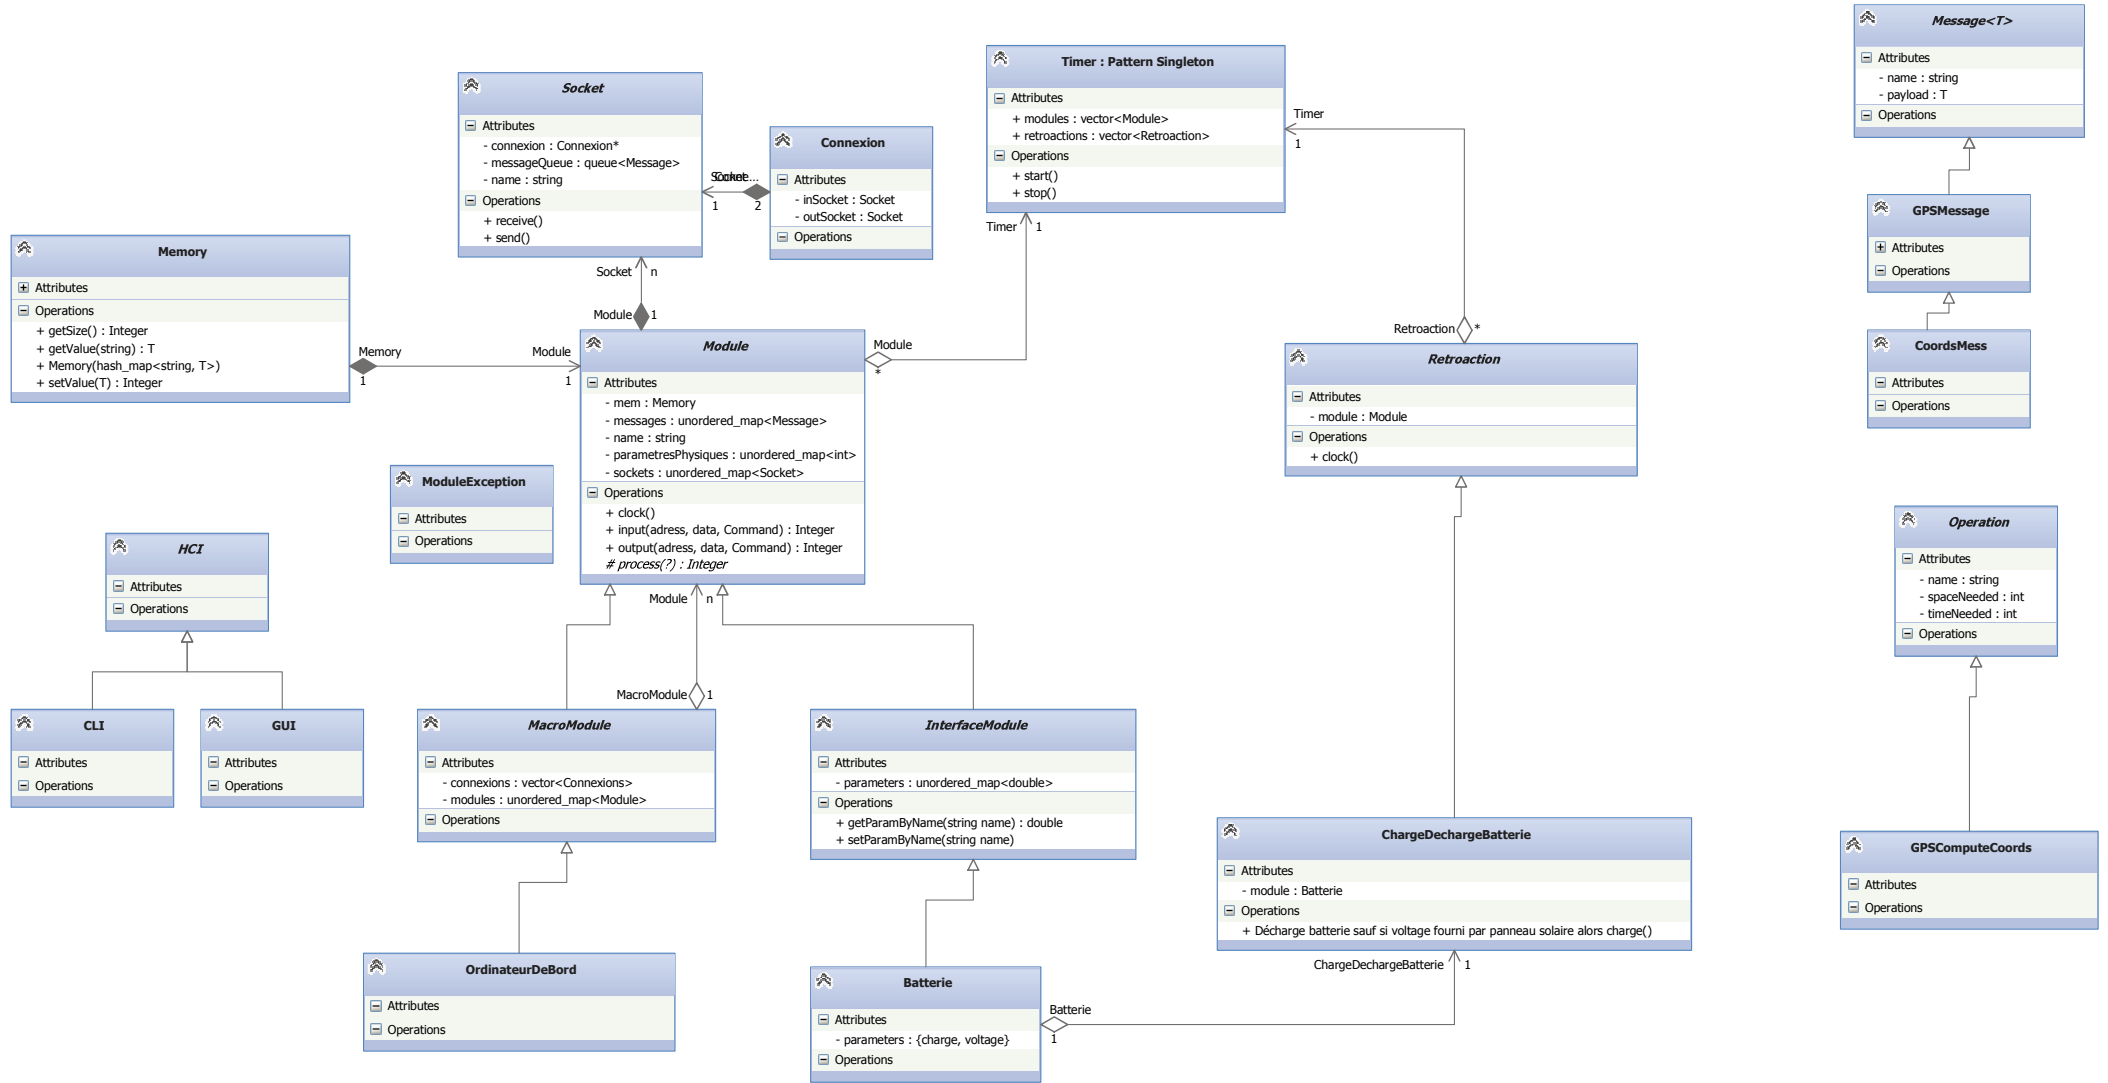 Message<T>
Attributes
- name : string
- payload : T
Operations
Timer : Pattern Singleton
Attributes
+ modules : vector<Module>
+ retroactions : vector<Retroaction>
Operations
+ start()
+ stop()
Timer
1
Timer
1
Socket
Attributes
- connexion : Connexion*
- messageQueue : queue<Message>
- name : string
Operations
+ receive()
+ send()
Connexion
Attributes
- inSocket : Socket
- outSocket : Socket
Operations
1
2
Socket
n
Module
1
GPSMessage
Attributes
Operations
CoordsMess
Attributes
Operations
Memory
Attributes
Operations
+ getSize() : Integer
+ getValue(string) : T
+ Memory(hash_map<string, T>)
+ setValue(T) : Integer
Memory
1
Module
1
Module
Attributes
- mem : Memory
- messages : unordered_map<Message>
- name : string
- parametresPhysiques : unordered_map<int>
- sockets : unordered_map<Socket>
Operations
+ clock()
+ input(adress, data, Command) : Integer
+ output(adress, data, Command) : Integer
# process(?) : Integer
Module
*
Retroaction
*
Retroaction
Attributes
- module : Module
Operations
+ clock()
ModuleException
Attributes
Operations
Operation
Attributes
- name : string
- spaceNeeded : int
- timeNeeded : int
Operations
HCI
Attributes
Operations
Module
n
MacroModule
1
CLI
Attributes
Operations
GUI
Attributes
Operations
MacroModule
Attributes
- connexions : vector<Connexions>
- modules : unordered_map<Module>
Operations
InterfaceModule
Attributes
- parameters : unordered_map<double>
Operations
+ getParamByName(string name) : double
+ setParamByName(string name)
ChargeDechargeBatterie
Attributes
- module : Batterie
Operations
+ Décharge batterie sauf si voltage fourni par panneau solaire alors charge()
ChargeDechargeBatterie
1
GPSComputeCoords
Attributes
Operations
OrdinateurDeBord
Attributes
Operations
Batterie
Attributes
- parameters : {charge, voltage}
Operations
Batterie
1